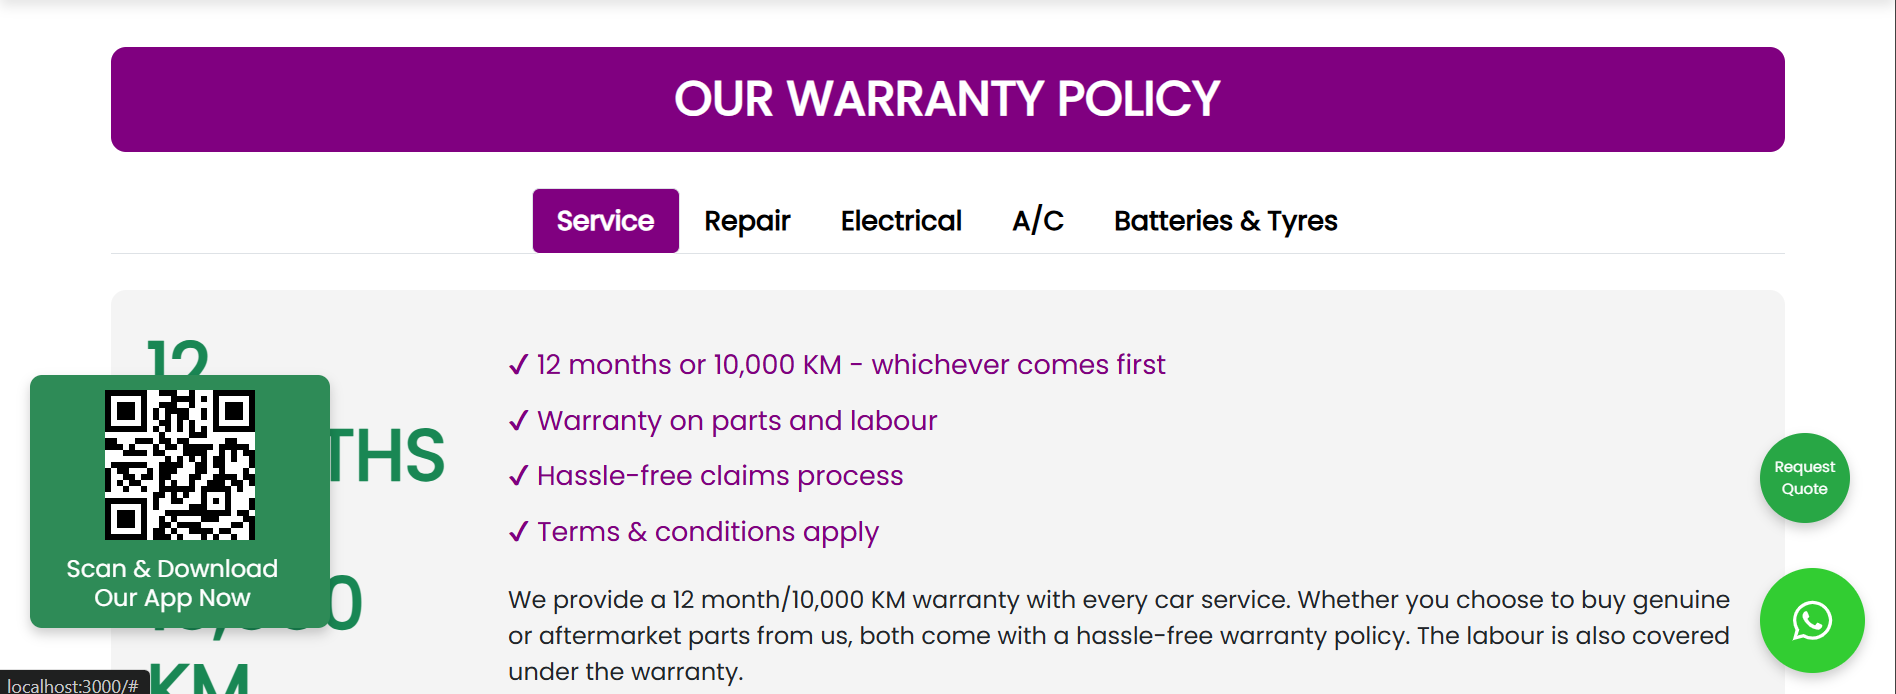 OUR WARRANTY POLICY
Service Repair Electrical A/C Batteries & Tyres
12
THS
0
KM
✓ 12 months or 10,000 KM - whichever comes first
✓ Warranty on parts and labour
✓ Hassle-free claims process
✓ Terms & conditions apply
We provide a 12 month/10,000 KM warranty with every car service. Whether you choose to buy genuine
or aftermarket parts from us, both come with a hassle-free warranty policy. The labour is also covered
under the warranty.
Scan & Download
Our App Now
Request
Quote
localhost:3000/#